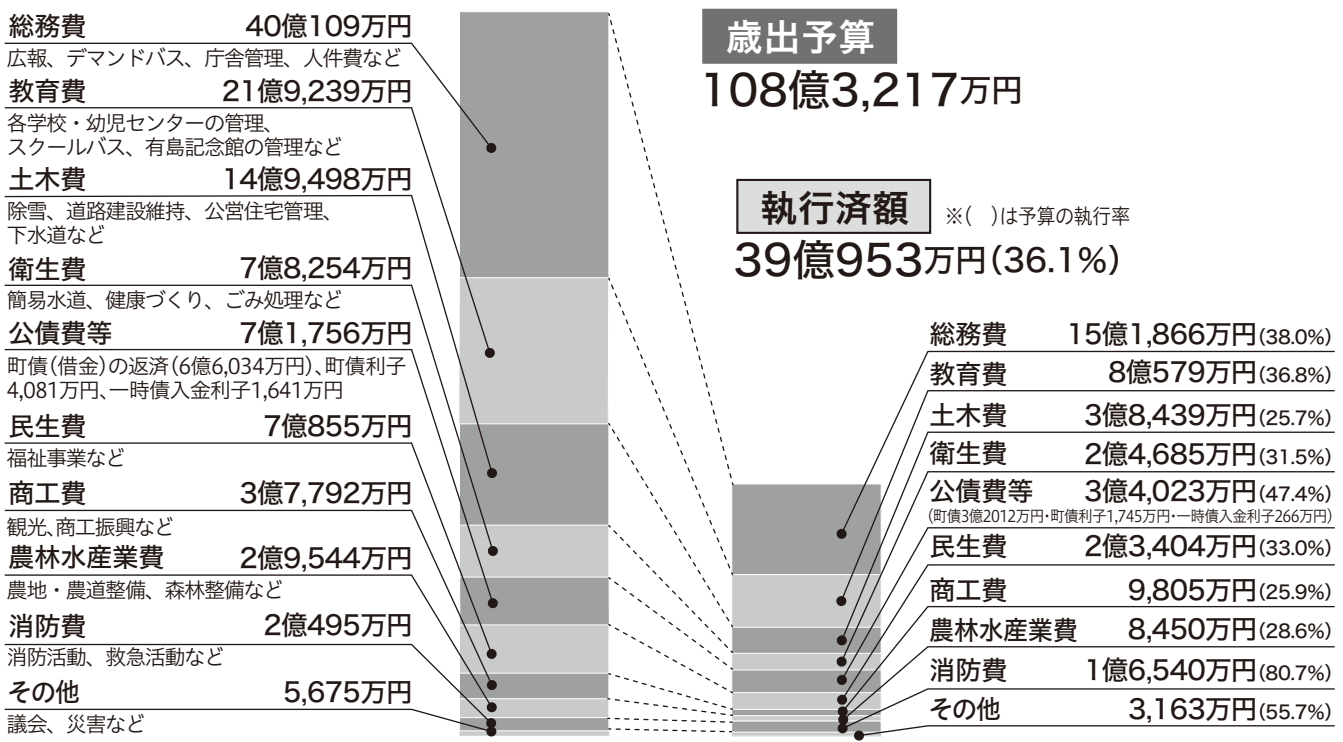 総務費 40億109万円
広報、デマンドバス、庁舎管理、人件費など
教育費 21億9,239万円
各学校・幼児センターの管理、
スクールバス、有島記念館の管理など
土木費 14億9,498万円
除雪、道路建設維持、公営住宅管理、
下水道など
衛生費 7億8,254万円
簡易水道、健康づくり、ごみ処理など
公債費等 7億1,756万円
町債(借金)の返済(6億6,034万円)、町債利子
4,081万円、一時債入金利子1,641万円
民生費 7億855万円
福祉事業など
商工費 3億7,792万円
観光、商工振興など
農林水産業費 2億9,544万円
農地・農道整備、森林整備など
消防費 2億495万円
消防活動、救急活動など
その他 5,675万円
議会、災害など
歳出予算
108億3,217万円
執行済額 ※( )は予算の執行率
39億953万円(36.1%)
総務費 15億1,866万円(38.0%)
教育費 8億579万円(36.8%)
土木費 3億8,439万円(25.7%)
衛生費 2億4,685万円(31.5%)
公債費等 3億4,023万円(47.4%)
(町債3億2012万円・町債利子1,745万円・一時債入金利子266万円)
民生費 2億3,404万円(33.0%)
商工費 9,805万円(25.9%)
農林水産業費 8,450万円(28.6%)
消防費 1億6,540万円(80.7%)
その他 3,163万円(55.7%)